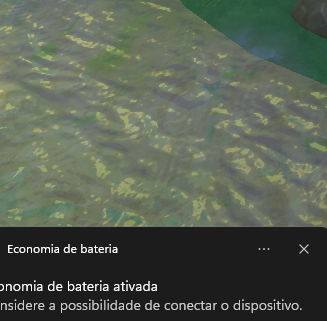 Economia de bateria
onomia de bateria ativada
nsidere a possibilidade de conectar o dispositivo.